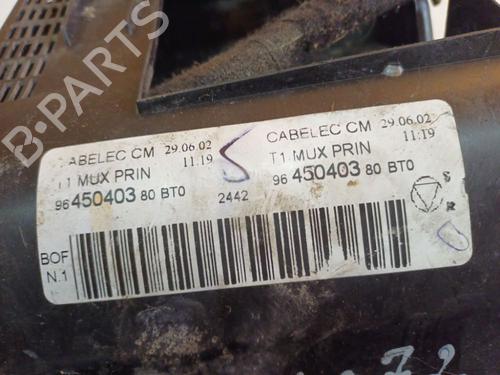 B-PARTS
ABELEC CM 29.06.02 11.19
T1 MUX PRIN
96 450403 80 BT0
S
2442
CABELEC CM 29.06.02 11.19
T1 MUX PRIN
96 450403 80 BT0
S
R
BOF
N.1